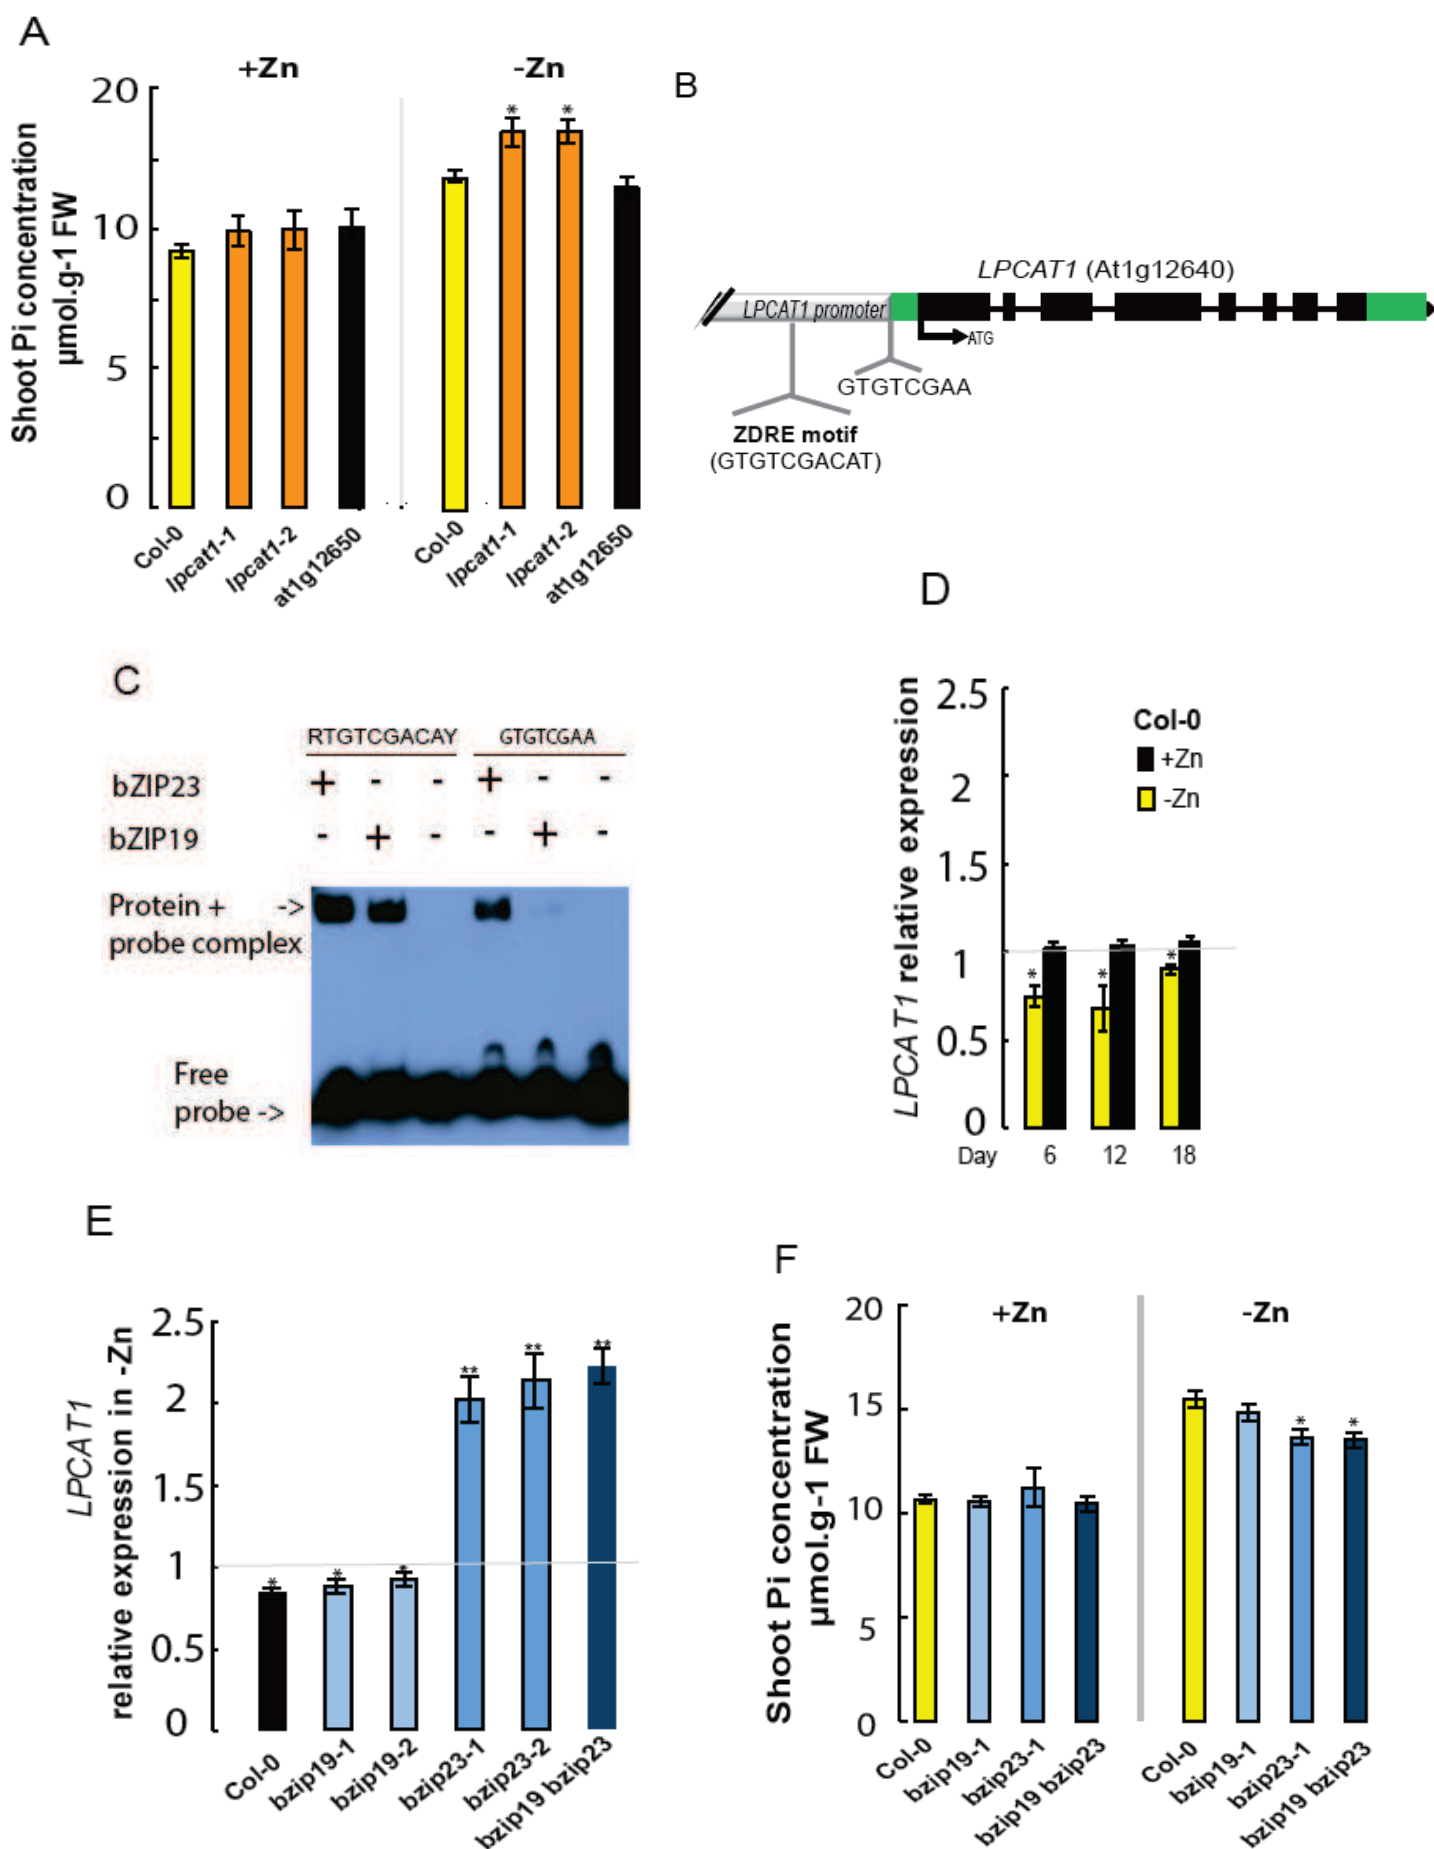 A
+Zn
-Zn
20
10
5
0
Shoot Pi concentration
µmol.g-1 FW
*
*
Col-0
lpcat1-1
lpcat1-2
at1g12650
Col-0
lpcat1-1
lpcat1-2
at1g12650
B
LPCAT1 (At1g12640)
LPCAT1 promoter
ATG
GTGTCGAA
ZDRE motif
(GTGTCGACAT)
C
RTGTCGACAY
GTGTCGAA
bZIP23
+ - - + - -
bZIP19
- + - - + -
Protein + ->
probe complex
Free
probe ->
D
LPCAT1 relative expression
2.5
2
1.5
1
0.5
0
Col-0
+Zn
-Zn
* * *
Day 6 12 18
E
LPCAT1
relative expression in -Zn
2.5
2
1.5
1
0.5
0
* * * ** ** **
Col-0
bzip19-1
bzip19-2
bzip23-1
bzip23-2
bzip19 bzip23
F
Shoot Pi concentration
µmol.g-1 FW
20
15
10
5
0
+Zn
-Zn
* *
Col-0
bzip19-1
bzip23-1
bzip19 bzip23
Col-0
bzip19-1
bzip23-1
bzip19 bzip23